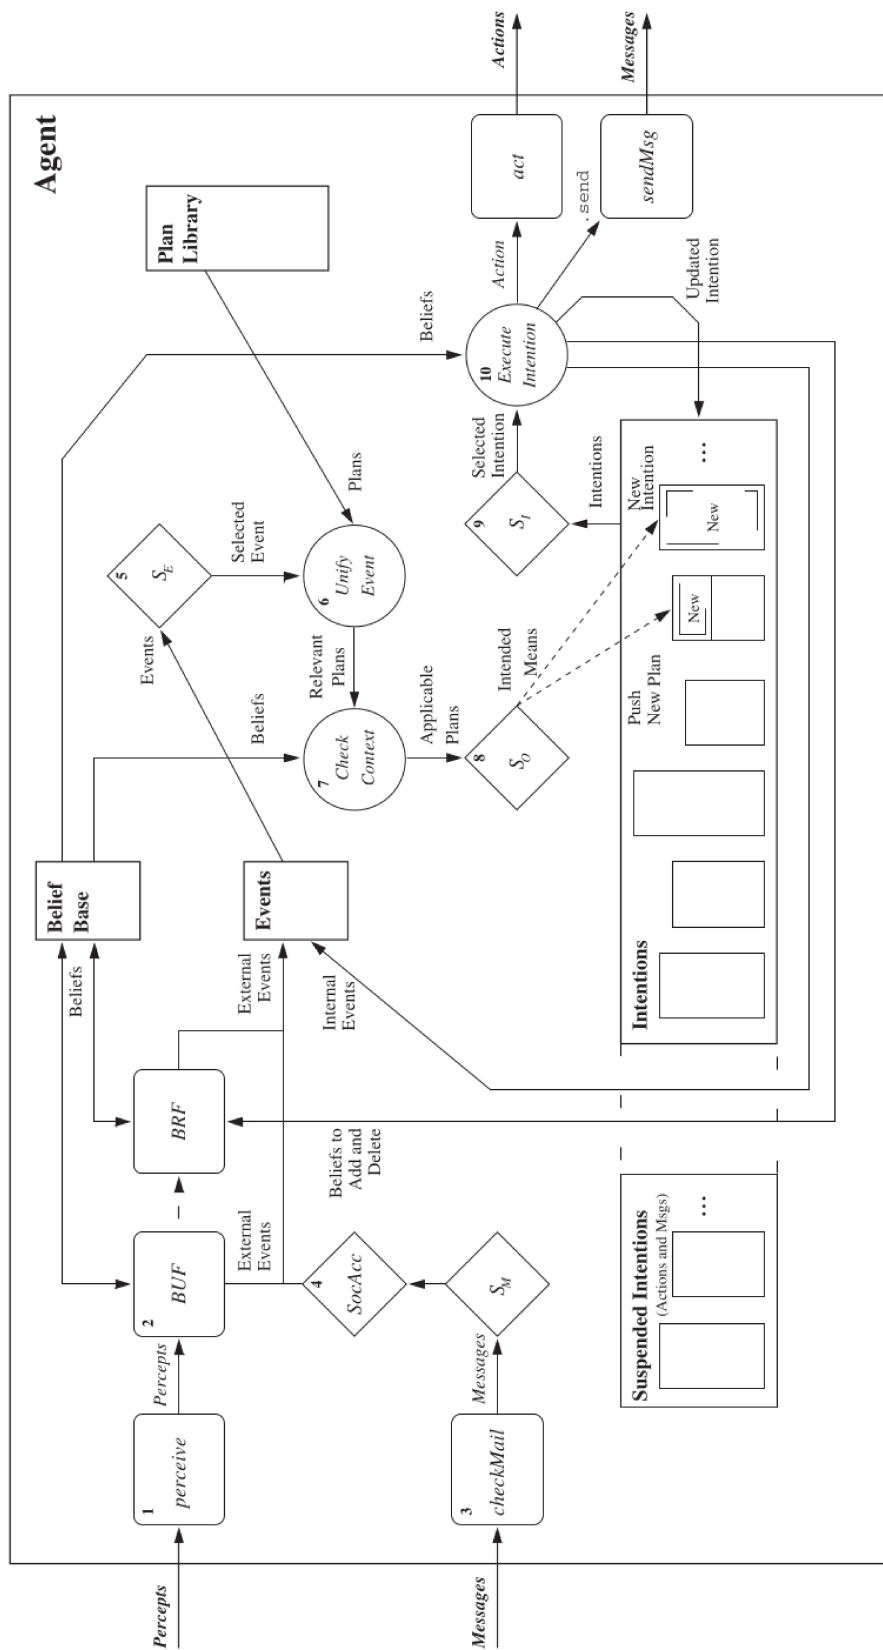 Agent
Percepts
1
perceive
Percepts
2
BUF
BRF
Beliefs
Belief
Base
Beliefs
Beliefs
Plan
Library
Plans
External
Events
External
Events
Events
Events
5
S_E
Selected
Event
6
Unify
Event
Relevant
Plans
7
Check
Context
Applicable
Plans
8
S_O
Intended
Means
Messages
3
checkMail
Messages
S_M
4
SocAcc
Beliefs to
Add and
Delete
Internal
Events
9
S_I
Selected
Intention
Intentions
10
Execute
Intention
Action
act
Actions
.send
sendMsg
Messages
Updated
Intention
Suspended Intentions
(Actions and Msgs)
...
Intentions
Push
New Plan
New
New
Intention
New
...